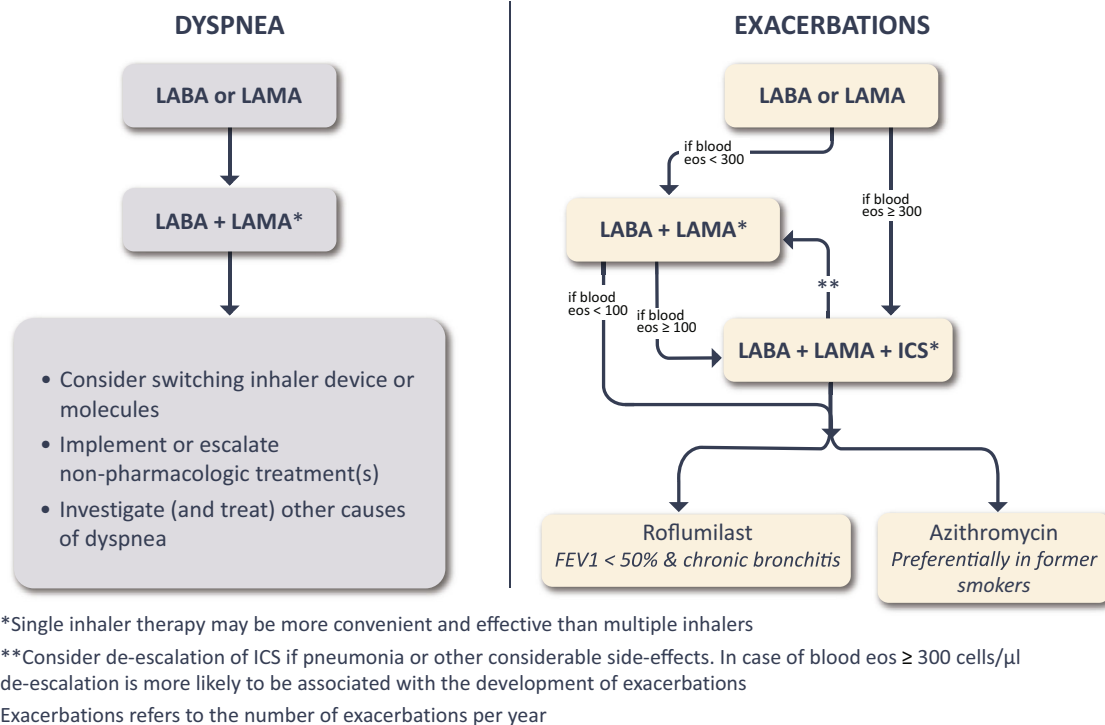 DYSPNEA
LABA or LAMA
LABA + LAMA*
• Consider switching inhaler device or
molecules
• Implement or escalate
non-pharmacologic treatment(s)
• Investigate (and treat) other causes
of dyspnea
EXACERBATIONS
LABA or LAMA
if blood
eos < 300
if blood
eos ≥ 300
LABA + LAMA*
**
if blood
eos < 100
if blood
eos ≥ 100
LABA + LAMA + ICS*
Roflumilast
FEV1 < 50% & chronic bronchitis
Azithromycin
Preferentially in former
smokers
*Single inhaler therapy may be more convenient and effective than multiple inhalers
**Consider de-escalation of ICS if pneumonia or other considerable side-effects. In case of blood eos ≥ 300 cells/μl
de-escalation is more likely to be associated with the development of exacerbations
Exacerbations refers to the number of exacerbations per year